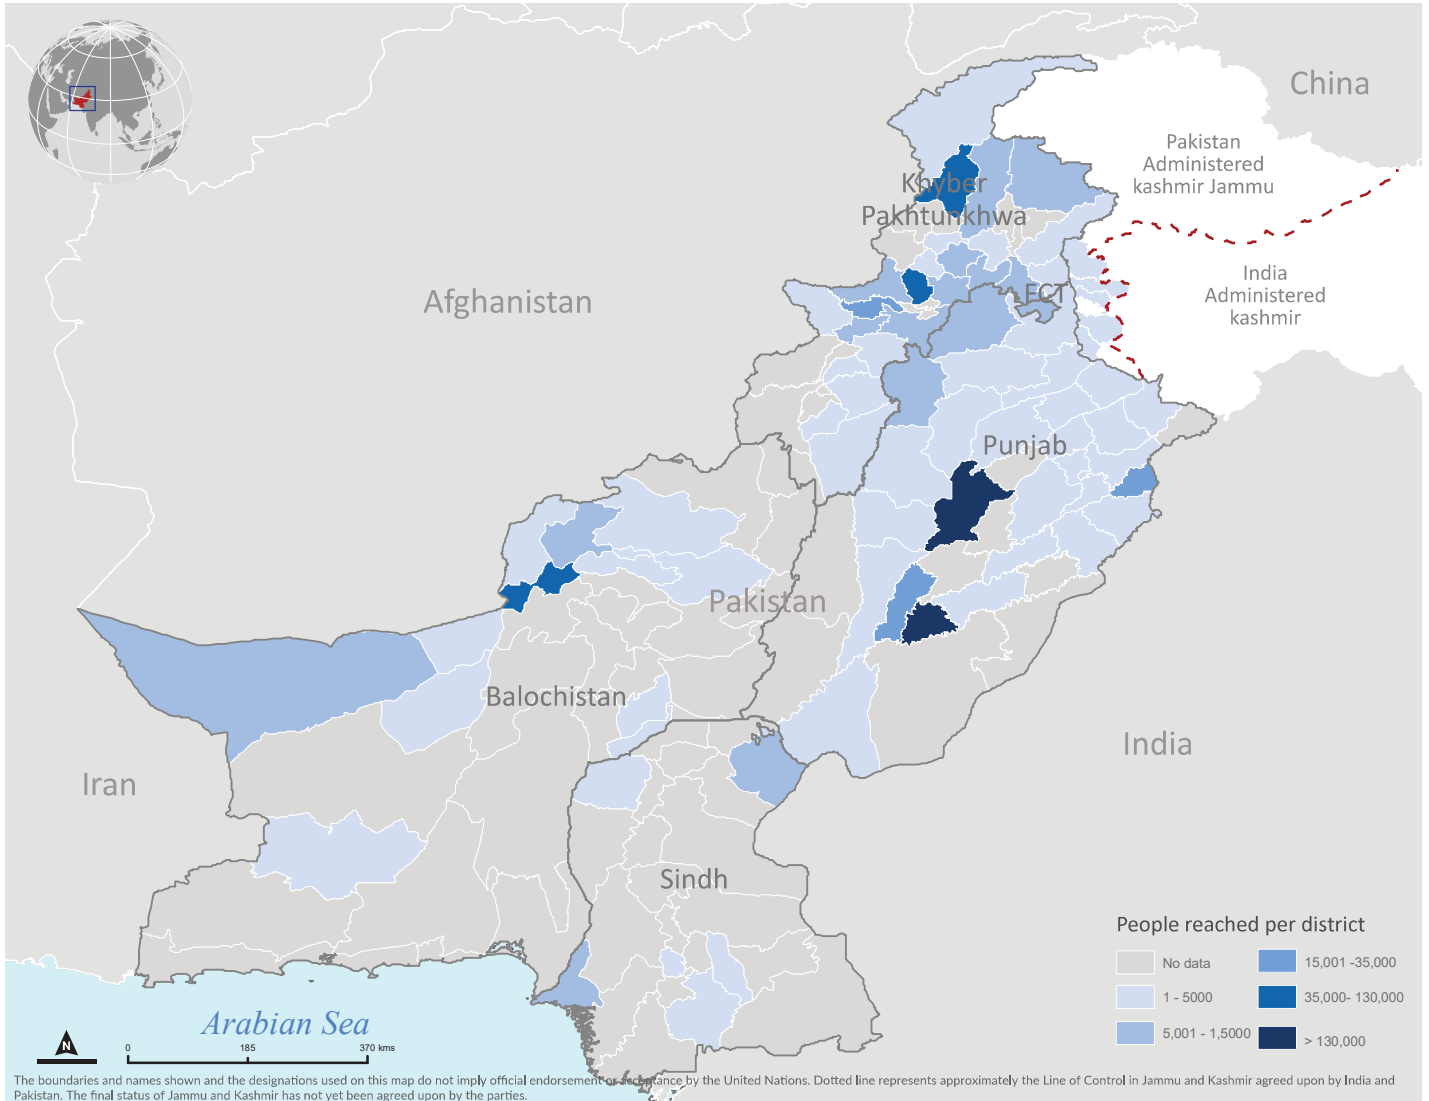 China
Pakistan
Administered
kashmir Jammu
Khyber
Pakhtunkhwa
India
Administered
kashmir
FCT
Afghanistan
Punjab
Pakistan
Balochistan
India
Iran
Sindh
People reached per district
No data
1 - 5000
5,001 - 1,5000
15,001 -35,000
35,000- 130,000
> 130,000
Arabian Sea
N
0 185 370 kms
The boundaries and names shown and the designations used on this map do not imply official endorsement or acceptance by the United Nations. Dotted line represents approximately the Line of Control in Jammu and Kashmir agreed upon by India and
Pakistan. The final status of Jammu and Kashmir has not yet been agreed upon by the parties.